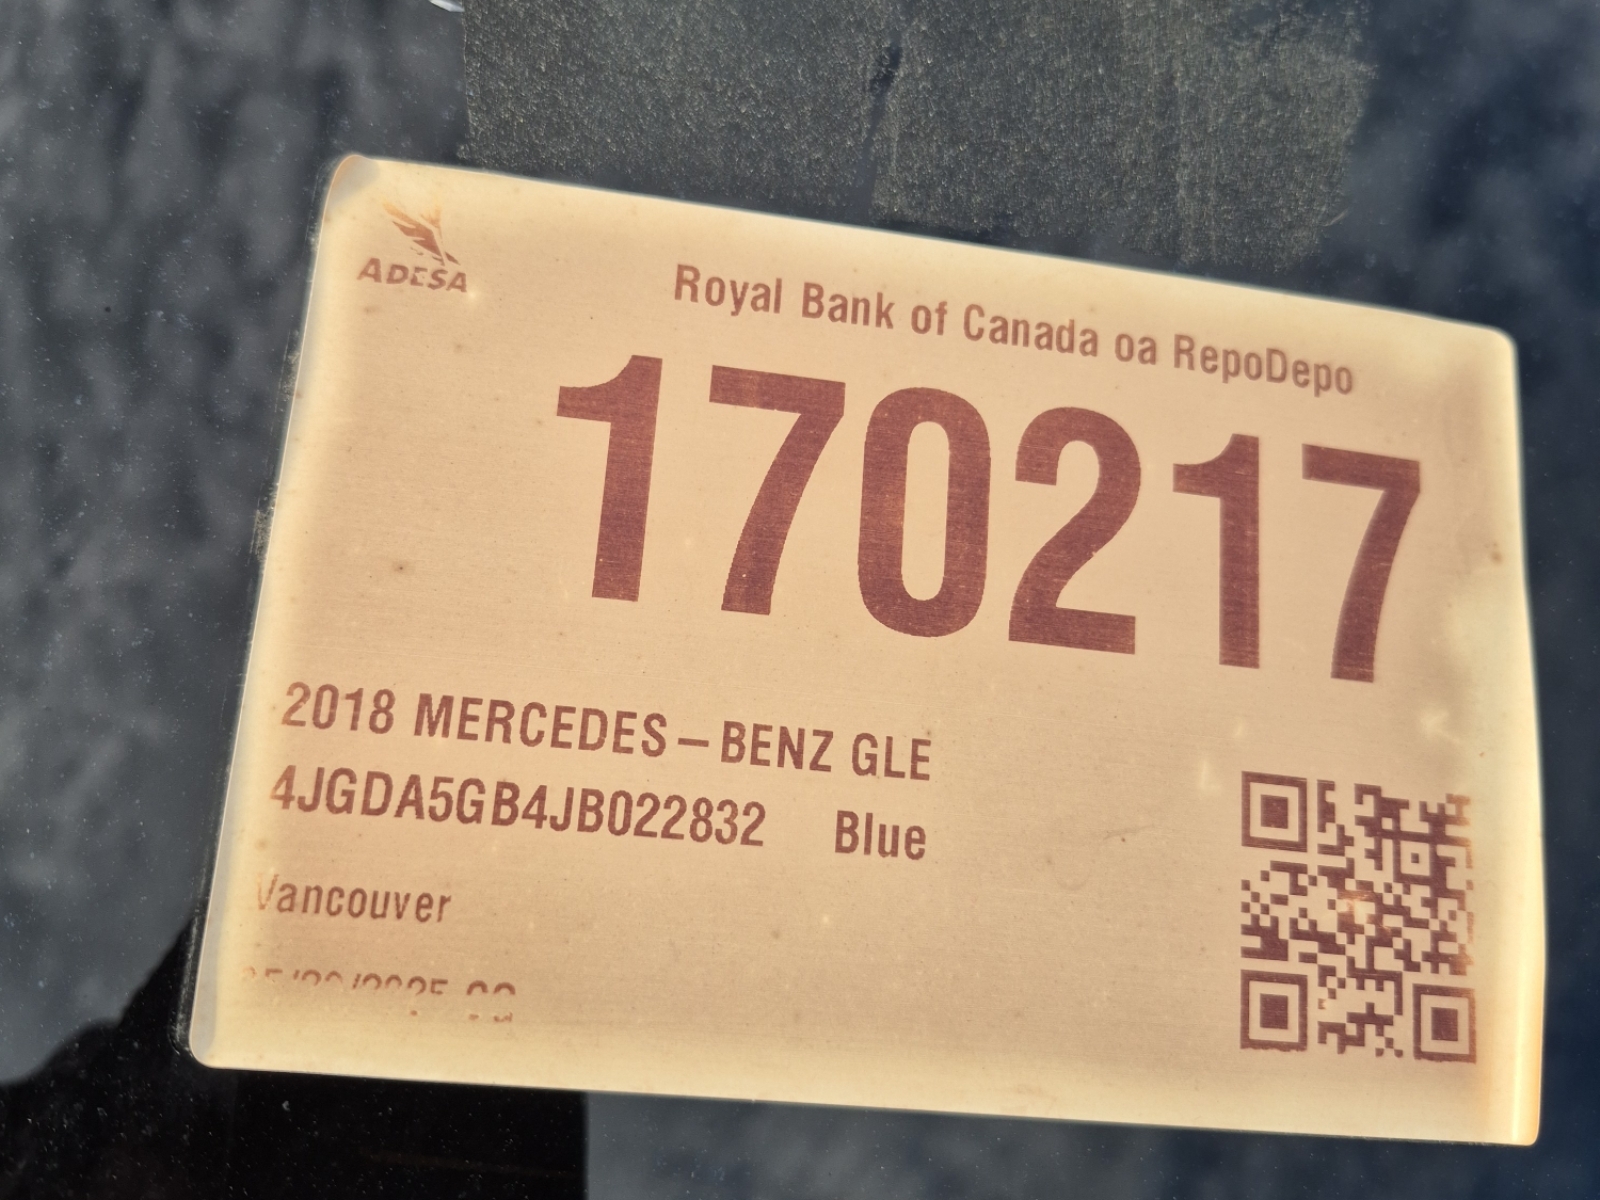 ADESA
Royal Bank of Canada oa RepoDepo
170217
2018 MERCEDES-BENZ GLE
4JGDA5GB4JB022832 Blue
Vancouver